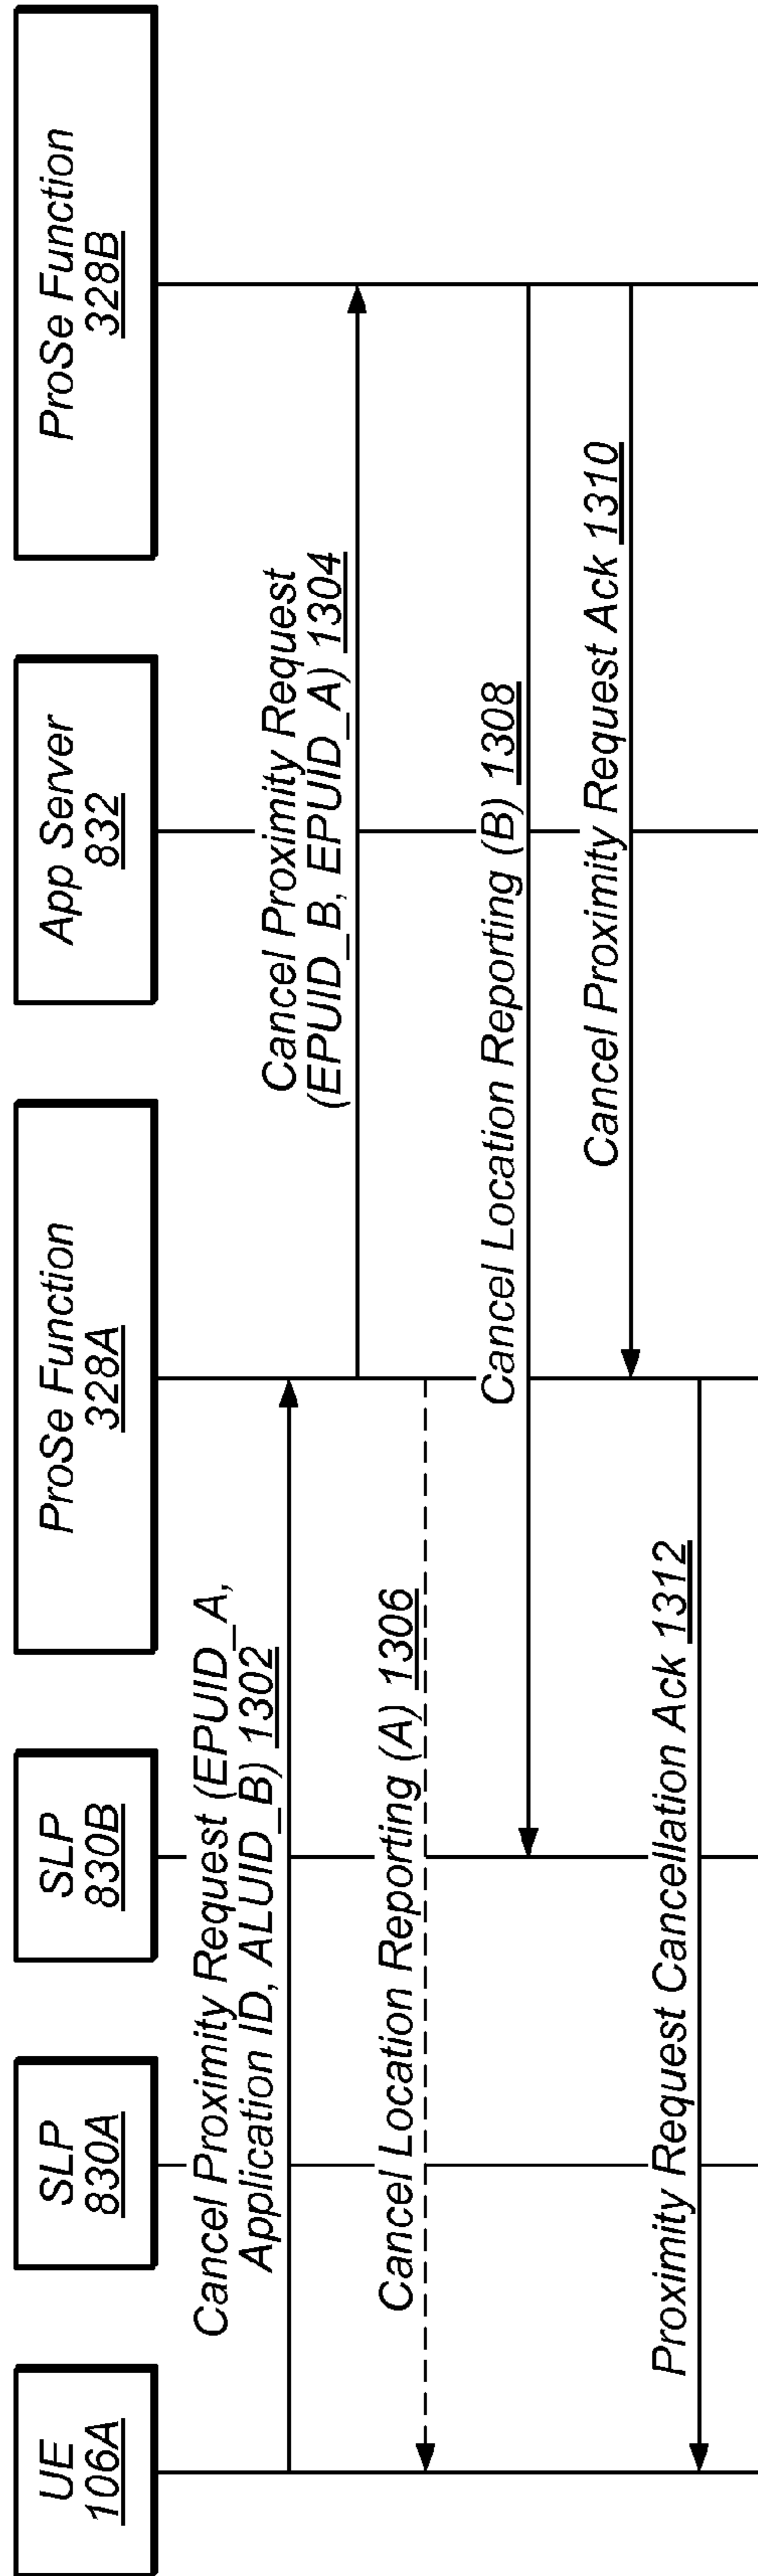 UE
106A
SLP
830A
SLP
830B
ProSe Function
328A
App Server
832
ProSe Function
328B
Cancel Proximity Request (EPUID_A,
Application ID, ALUID_B) 1302
Cancel Proximity Request
(EPUID_B, EPUID_A) 1304
Cancel Location Reporting (A) 1306
Cancel Location Reporting (B) 1308
Cancel Proximity Request Ack 1310
Proximity Request Cancellation Ack 1312